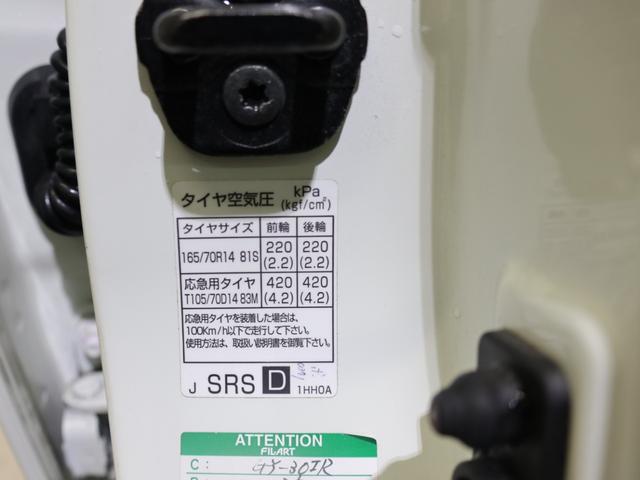 タイヤ空気圧 kPa (kgf/cm²)
タイヤサイズ 前輪 後輪
165/70R14 81S 220 (2.2) 220 (2.2)
応急用タイヤ T105/70D14 83M 420 (4.2) 420 (4.2)
応急用タイヤを装着した場合は、
100Km/h以下で走行して下さい。
使用方法は、取扱い説明書を御覧下さい。
J SRS D 1HH0A
ATTENTION
FILART
C: GY-30IR